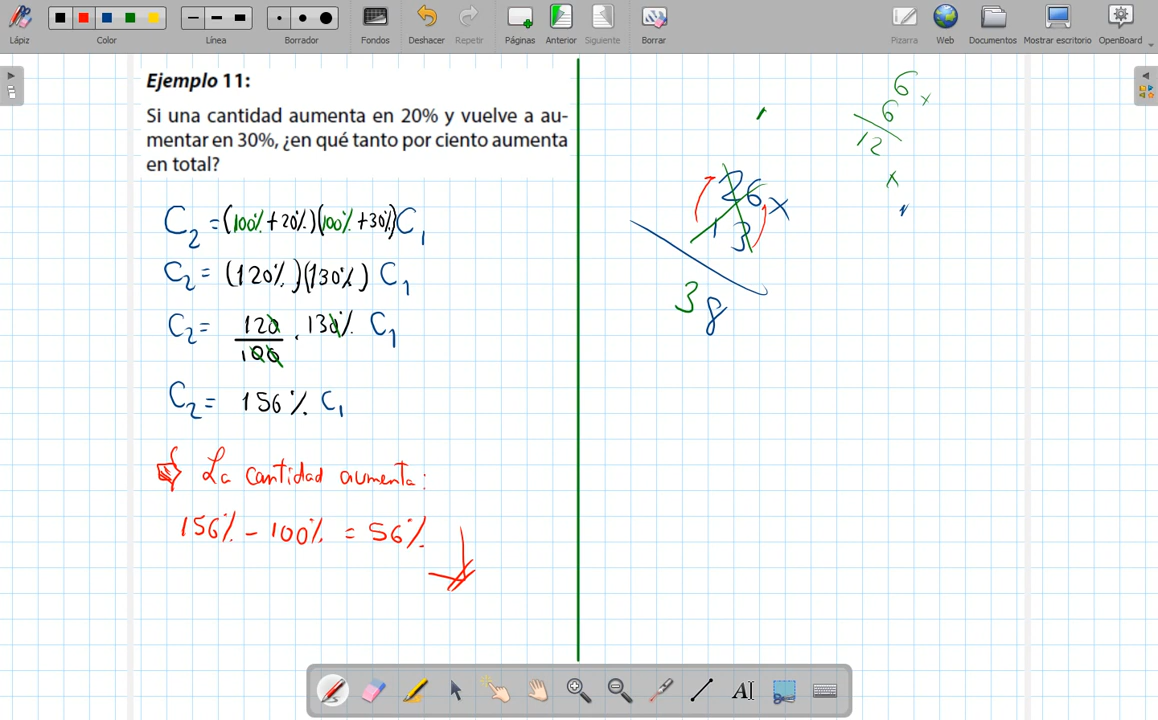 Lápiz Color Línea Borrador Fondos Deshacer Repetir Páginas Anterior Siguiente Borrar Pizarra Web Documentos Mostrar escritorio OpenBoard
Ejemplo 11:
Si una cantidad aumenta en 20% y vuelve a au-
mentar en 30%, ¿en qué tanto por ciento aumenta
en total?
C2 = (100% + 20%)(100% + 30%) C1
C2 = (120%)(130%) C1
C2 = 120/100 · 130% C1
C2 = 156% C1
⇒ La cantidad aumenta:
156% - 100% = 56%
26 x
13
38
6
6 x
12
x